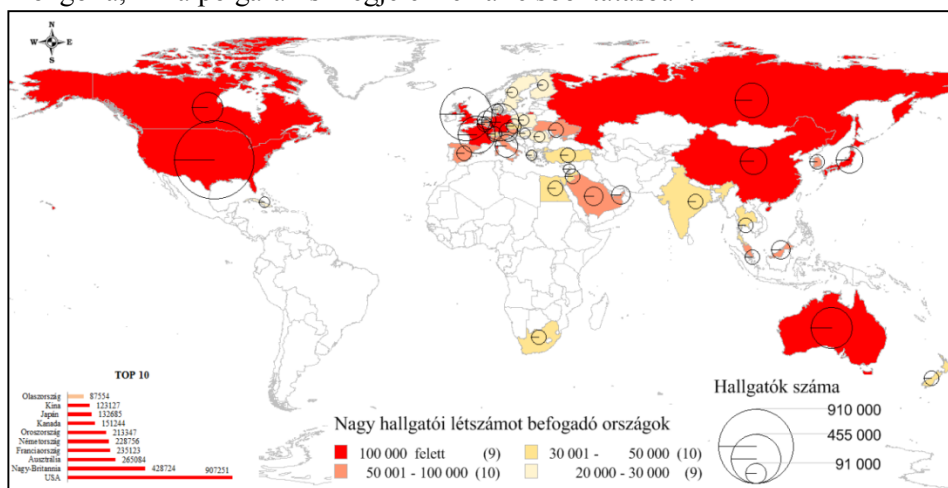 N
W E
S
TOP 10
Olaszország 87554
Kína 123127
Japán 132685
Kanada 151244
Oroszország 213347
Németország 228756
Franciaország 235123
Ausztrália 265084
Nagy-Britannia 428724
USA 907251
Nagy hallgatói létszámot befogadó országok
100 000 felett (9)
50 001 - 100 000 (10)
30 001 - 50 000 (10)
20 000 - 30 000 (9)
Hallgatók száma
910 000
455 000
91 000